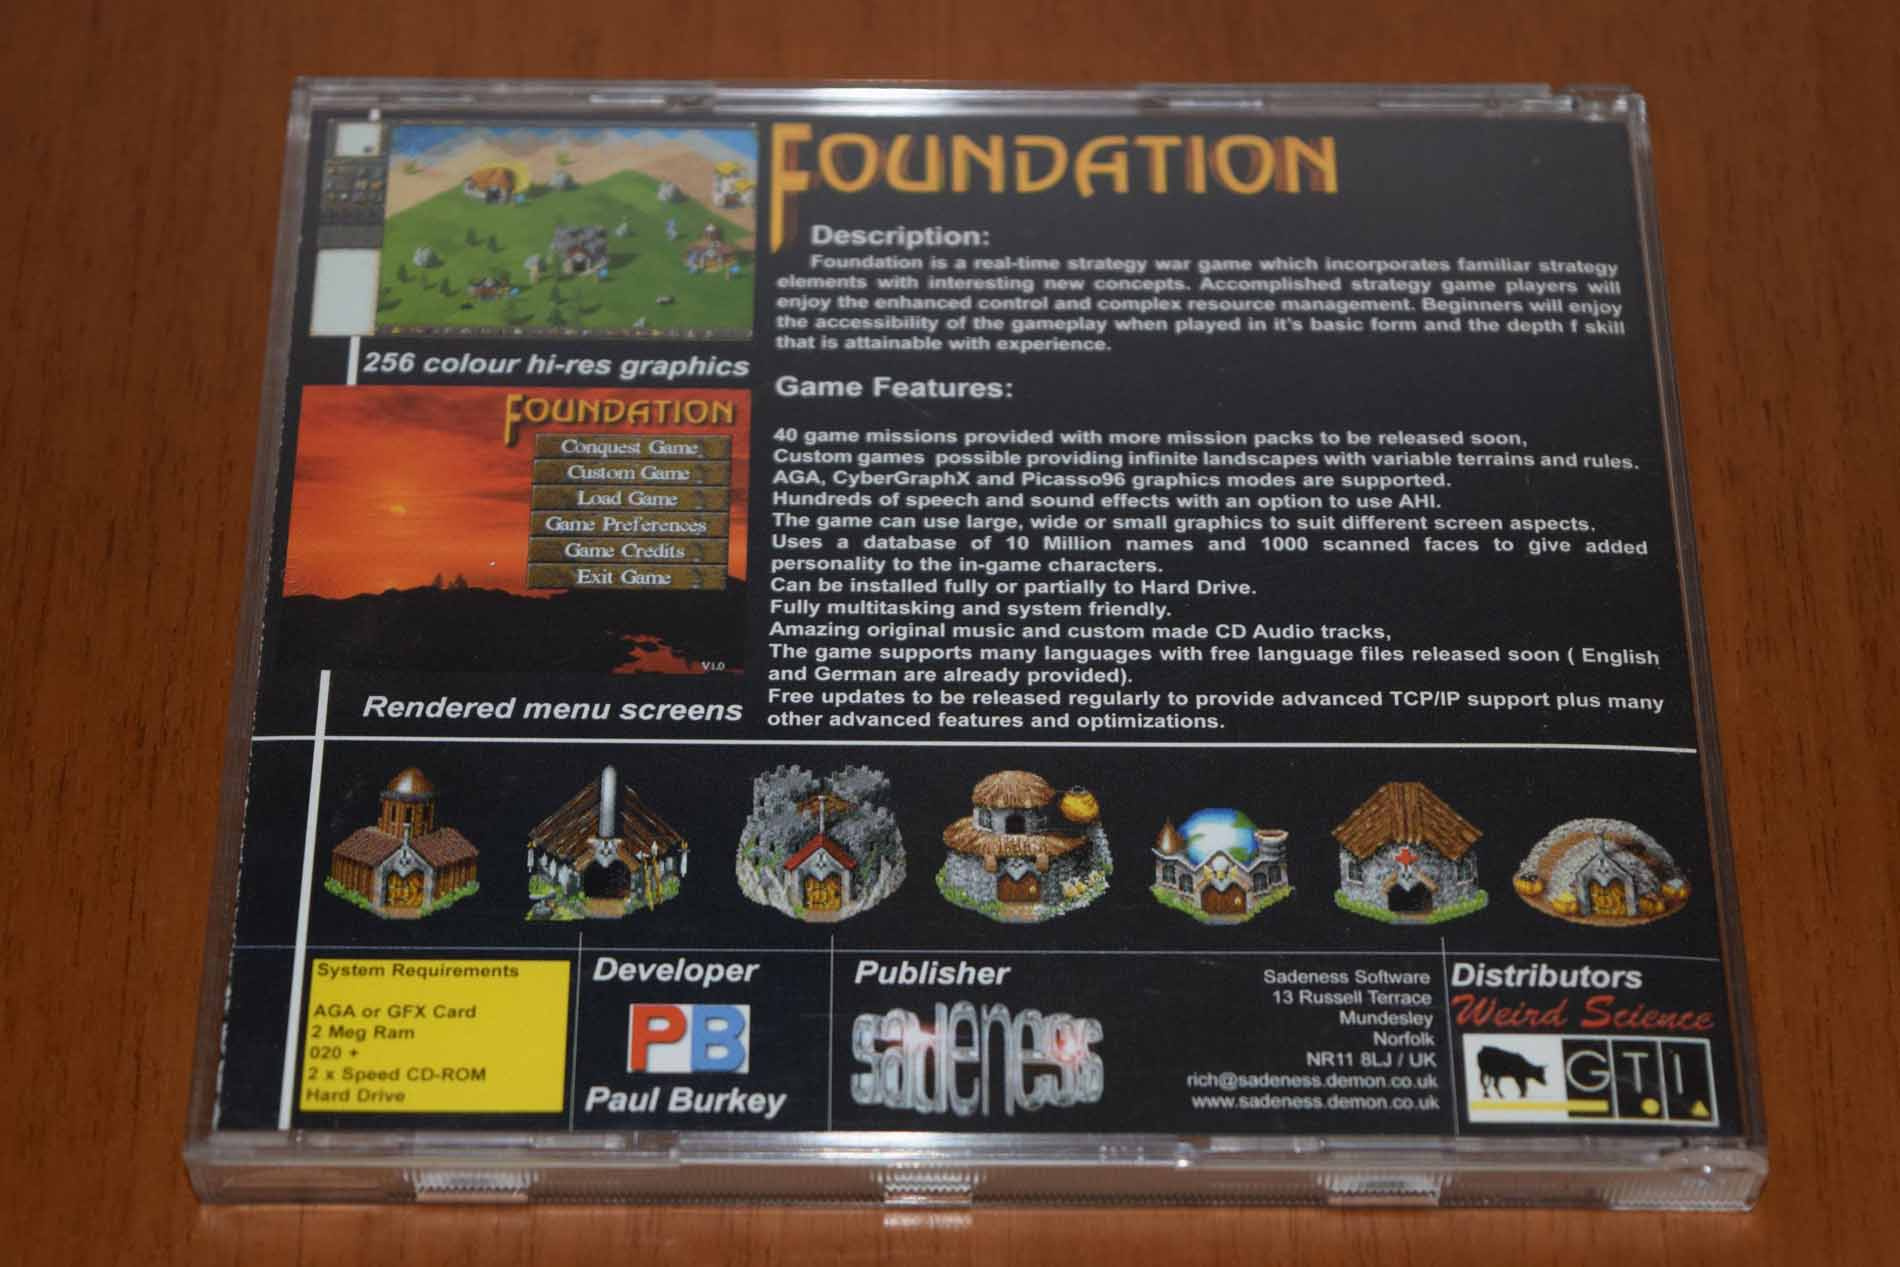 FOUNDATION
Description:
Foundation is a real-time strategy war game which incorporates familiar strategy
elements with interesting new concepts. Accomplished strategy game players will
enjoy the enhanced control and complex resource management. Beginners will enjoy
the accessibility of the gameplay when played in it's basic form and the depth f skill
that is attainable with experience.
256 colour hi-res graphics
Game Features:
40 game missions provided with more mission packs to be released soon,
Custom games possible providing infinite landscapes with variable terrains and rules.
AGA, CyberGraphX and Picasso96 graphics modes are supported.
Hundreds of speech and sound effects with an option to use AHI.
The game can use large, wide or small graphics to suit different screen aspects.
Uses a database of 10 Million names and 1000 scanned faces to give added
personality to the in-game characters.
Can be installed fully or partially to Hard Drive.
Fully multitasking and system friendly.
Amazing original music and custom made CD Audio tracks,
The game supports many languages with free language files released soon ( English
and German are already provided).
Free updates to be released regularly to provide advanced TCP/IP support plus many
other advanced features and optimizations.
FOUNDATION
Conquest Game
Custom Game
Load Game
Game Preferences
Game Credits
Exit Game
V1.0
Rendered menu screens
System Requirements
AGA or GFX Card
2 Meg Ram
020 +
2 x Speed CD-ROM
Hard Drive
Developer
PB
Paul Burkey
Publisher
sadeness
Sadeness Software
13 Russell Terrace
Mundesley
Norfolk
NR11 8LJ / UK
rich@sadeness.demon.co.uk
www.sadeness.demon.co.uk
Distributors
Weird Science
GTI